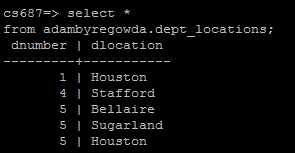 cs687=> select *
from adambyregowda.dept_locations;
 dnumber | dlocation
---------+-----------
       1 | Houston
       4 | Stafford
       5 | Bellaire
       5 | Sugarland
       5 | Houston